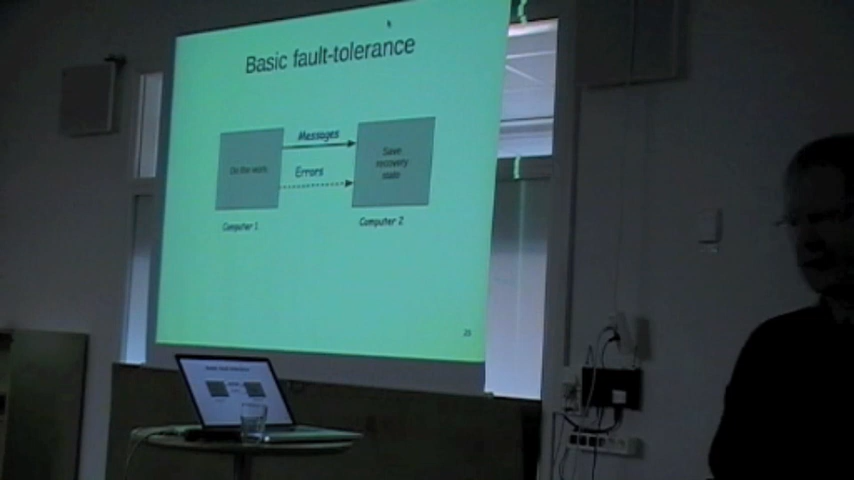 Basic fault-tolerance
Messages
Do the work
Save
recovery
state
Errors
Computer 1
Computer 2